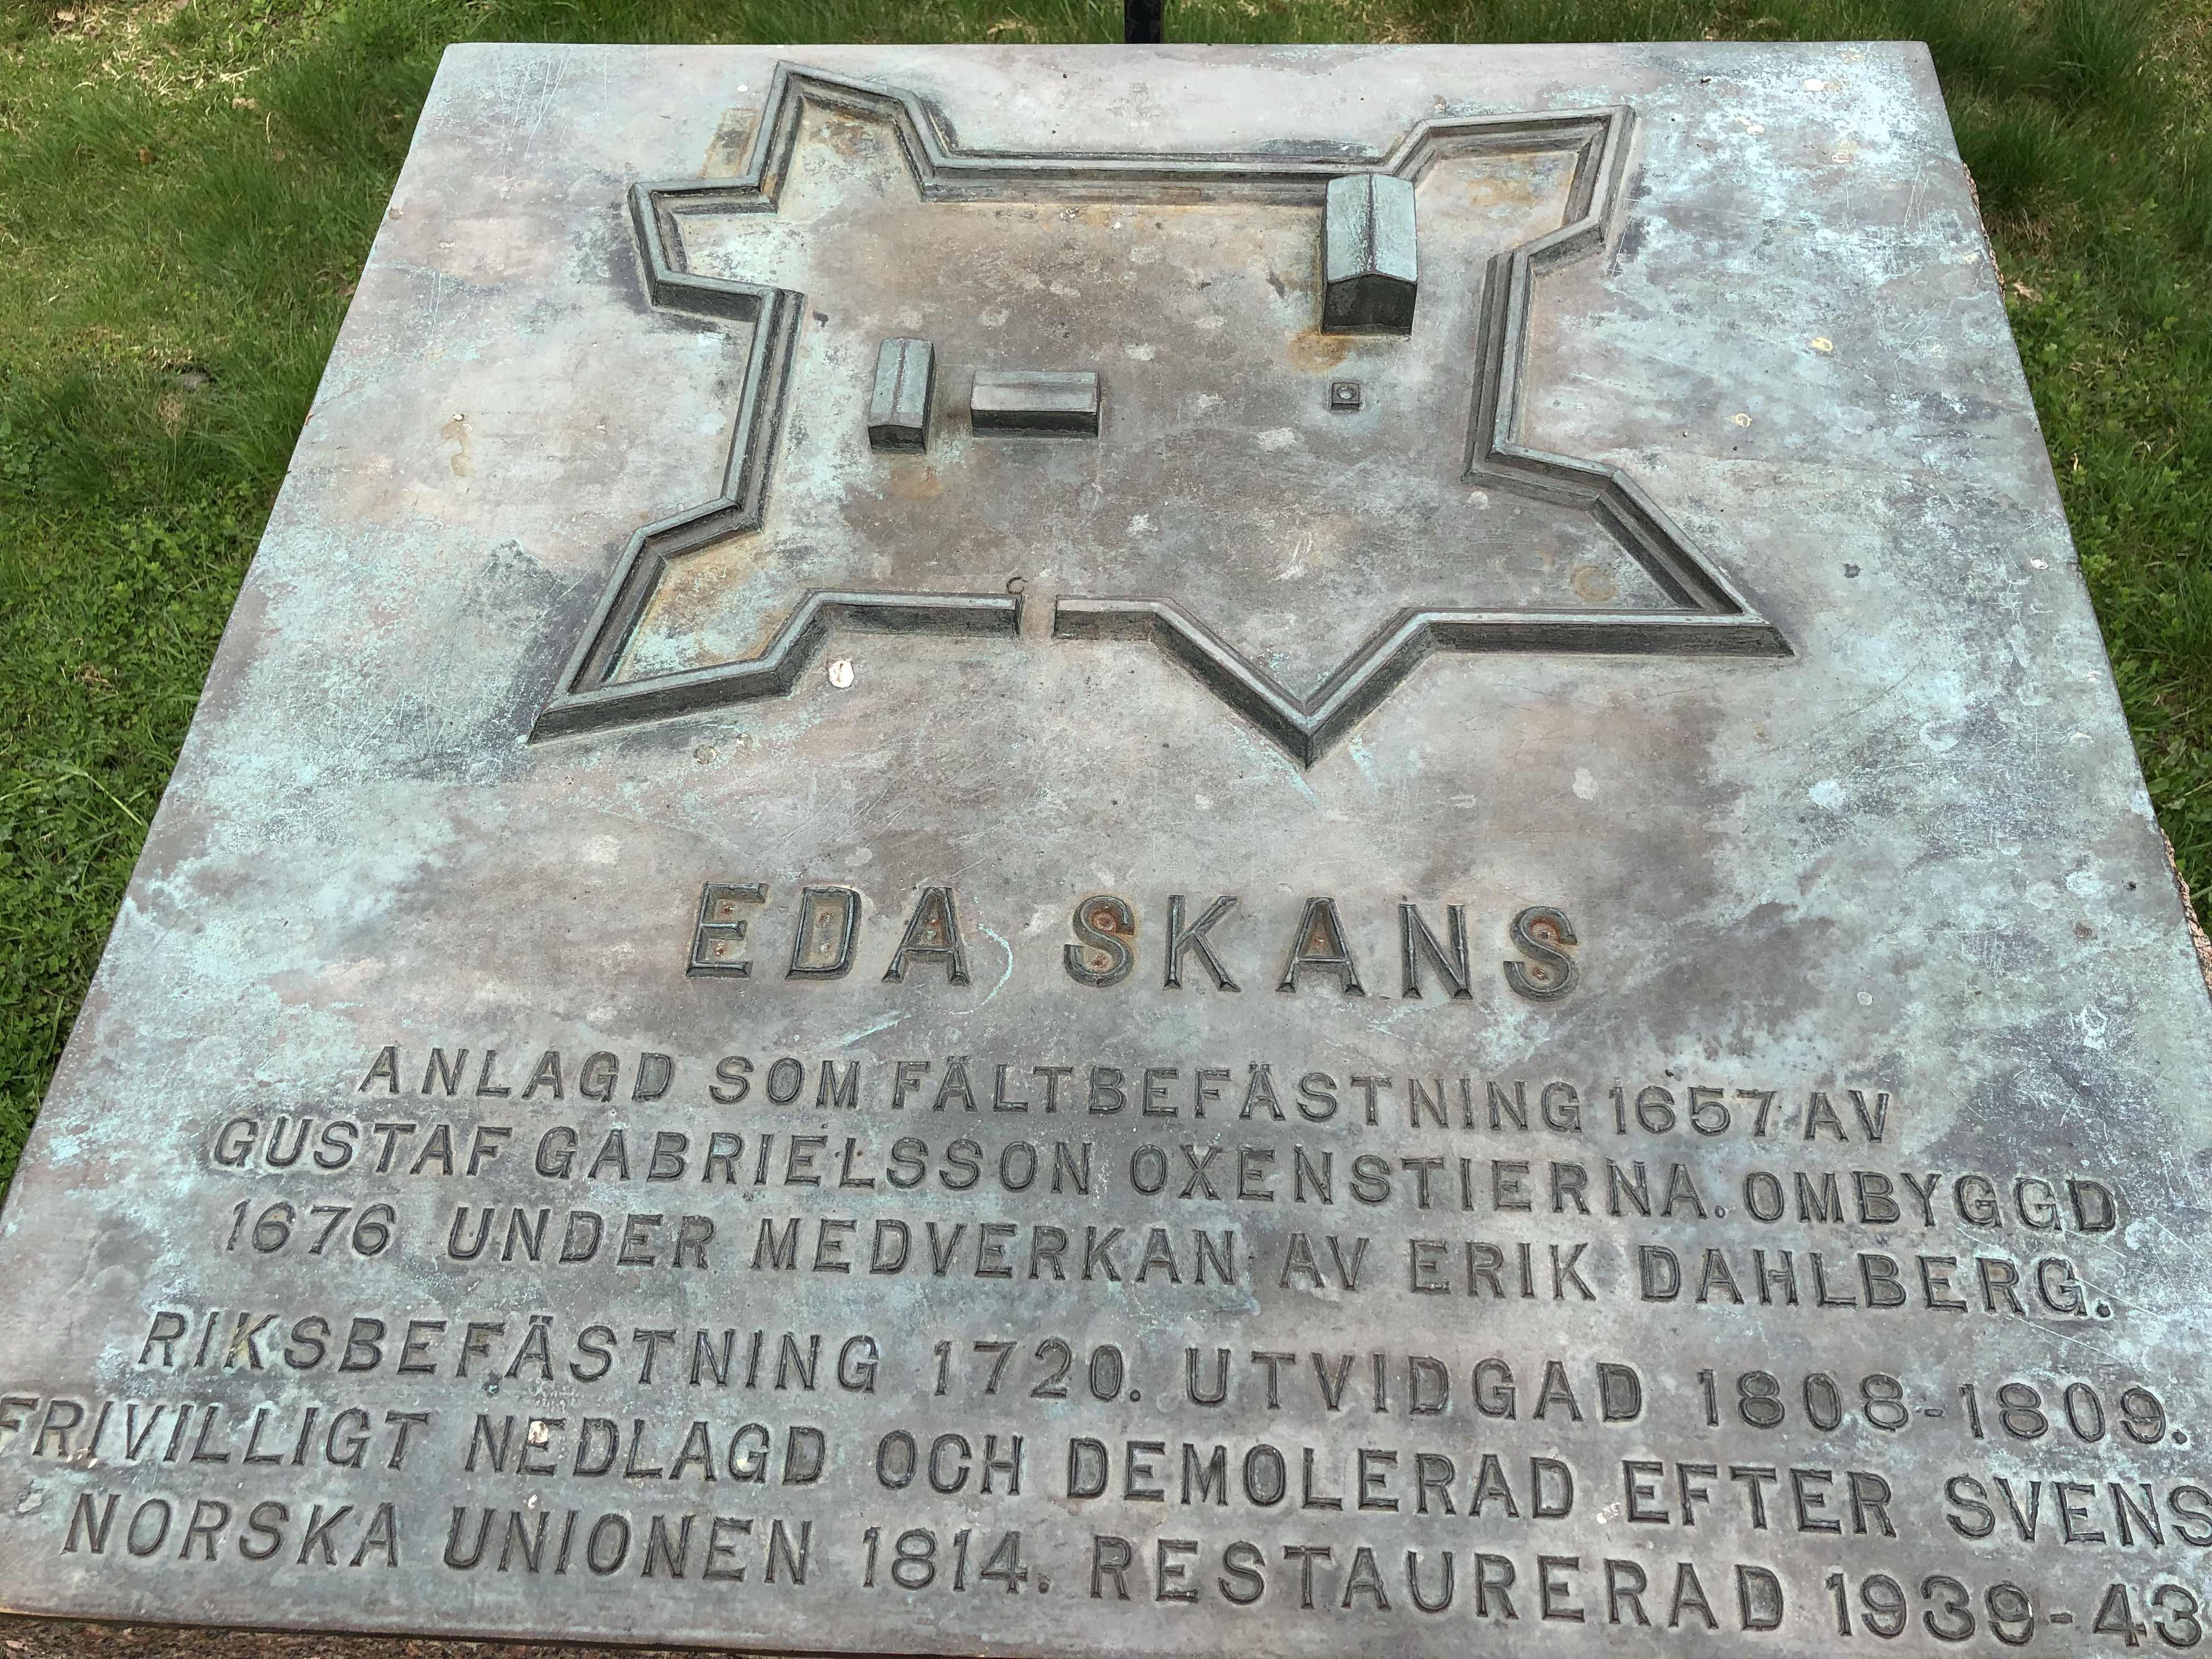 EDA SKANS
ANLAGD SOM FÄLTBEFÄSTNING 1657 AV
GUSTAF GABRIELSSON OXENSTIERNA. OMBYGGD
1676 UNDER MEDVERKAN AV ERIK DAHLBERG.
RIKSBEFÄSTNING 1720. UTVIDGAD 1808-1809.
FRIVILLIGT NEDLAGD OCH DEMOLERAD EFTER SVENS
NORSKA UNIONEN 1814. RESTAURERAD 1939-43